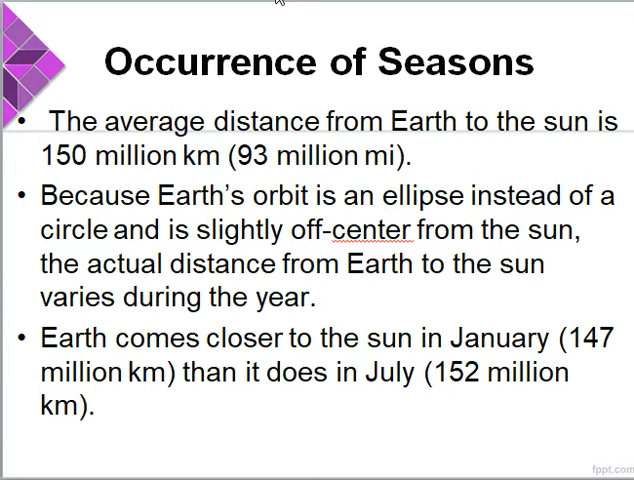 Occurrence of Seasons
• The average distance from Earth to the sun is
150 million km (93 million mi).
• Because Earth's orbit is an ellipse instead of a
circle and is slightly off-center from the sun,
the actual distance from Earth to the sun
varies during the year.
• Earth comes closer to the sun in January (147
million km) than it does in July (152 million
km).
fppt.com